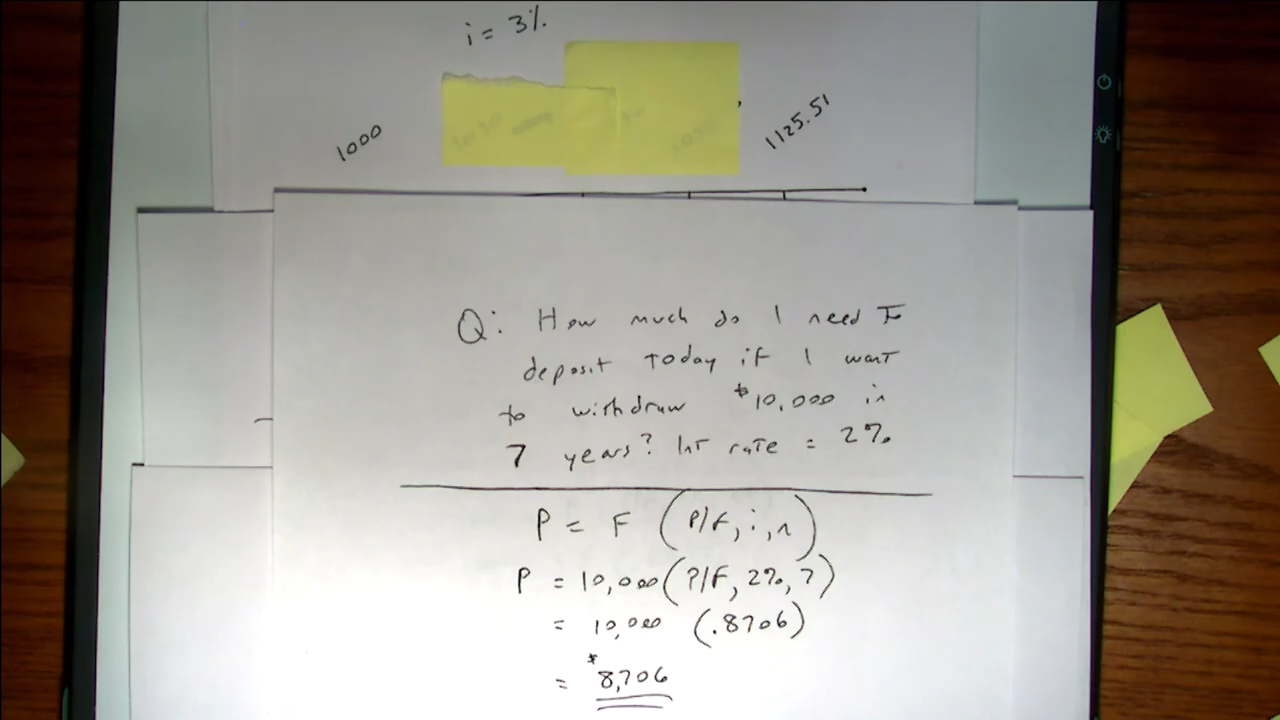 i = 3%
1000
1125.51
Q: How much do I need to
deposit today if I want
to withdraw $10,000 in
7 years? Int rate = 2%
P = F (P/F, i, n)
P = 10,000 (P/F, 2%, 7)
= 10,000 (.8706)
= $8,706